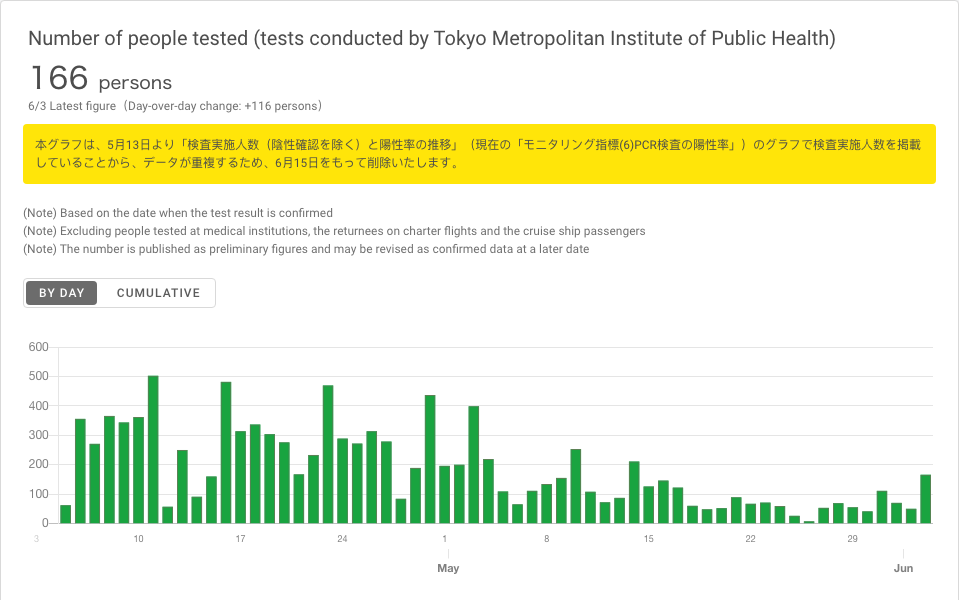 Number of people tested (tests conducted by Tokyo Metropolitan Institute of Public Health)
166 persons
6/3 Latest figure（Day-over-day change: +116 persons）
本グラフは、5月13日より「検査実施人数（陰性確認を除く）と陽性率の推移」（現在の「モニタリング指標(6)PCR検査の陽性率」）のグラフで検査実施人数を掲載
していることから、データが重複するため、6月15日をもって削除いたします。
(Note) Based on the date when the test result is confirmed
(Note) Excluding people tested at medical institutions, the returnees on charter flights and the cruise ship passengers
(Note) The number is published as preliminary figures and may be revised as confirmed data at a later date
BY DAY CUMULATIVE
600
500
400
300
200
100
0
3 10 17 24 1 8 15 22 29
May Jun